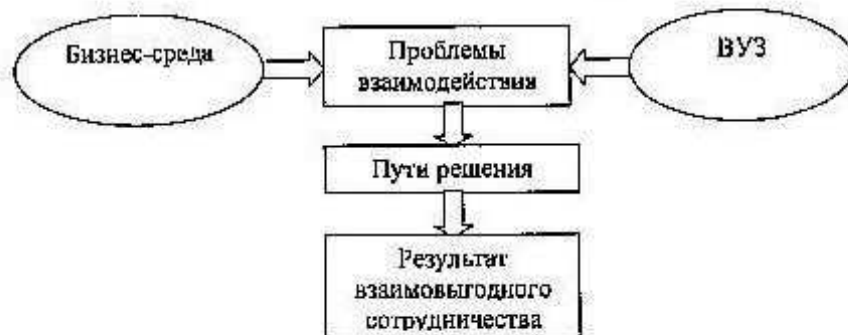 Бизнес-среда
Проблемы
взаимодействия
ВУЗ
Пути решения
Результат
взаимовыгодного
сотрудничества